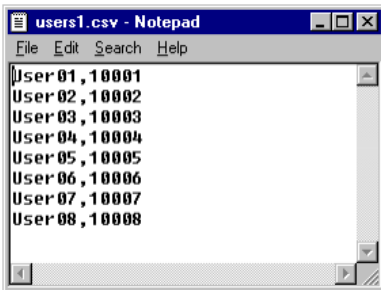 users1.csv - Notepad
File Edit Search Help
User01,10001
User02,10002
User03,10003
User04,10004
User05,10005
User06,10006
User07,10007
User08,10008